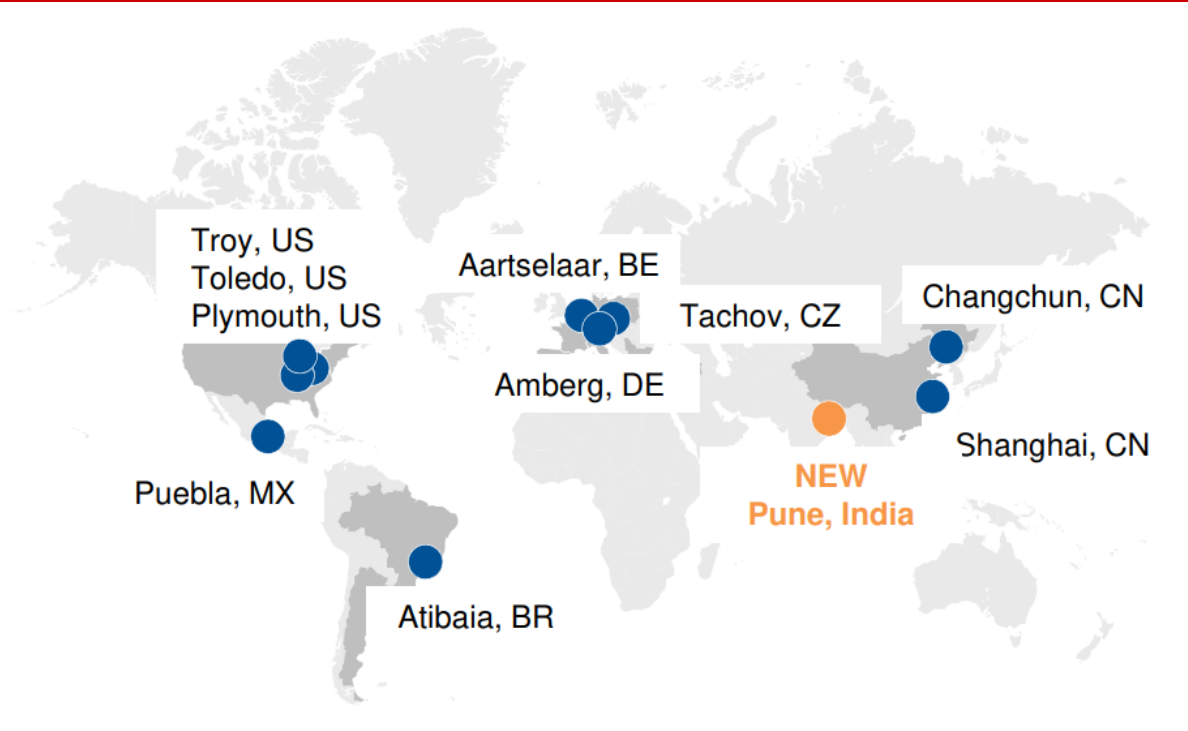 Troy, US
Toledo, US
Plymouth, US
Aartselaar, BE
Changchun, CN
Tachov, CZ
Amberg, DE
Shanghai, CN
NEW
Pune, India
Puebla, MX
Atibaia, BR